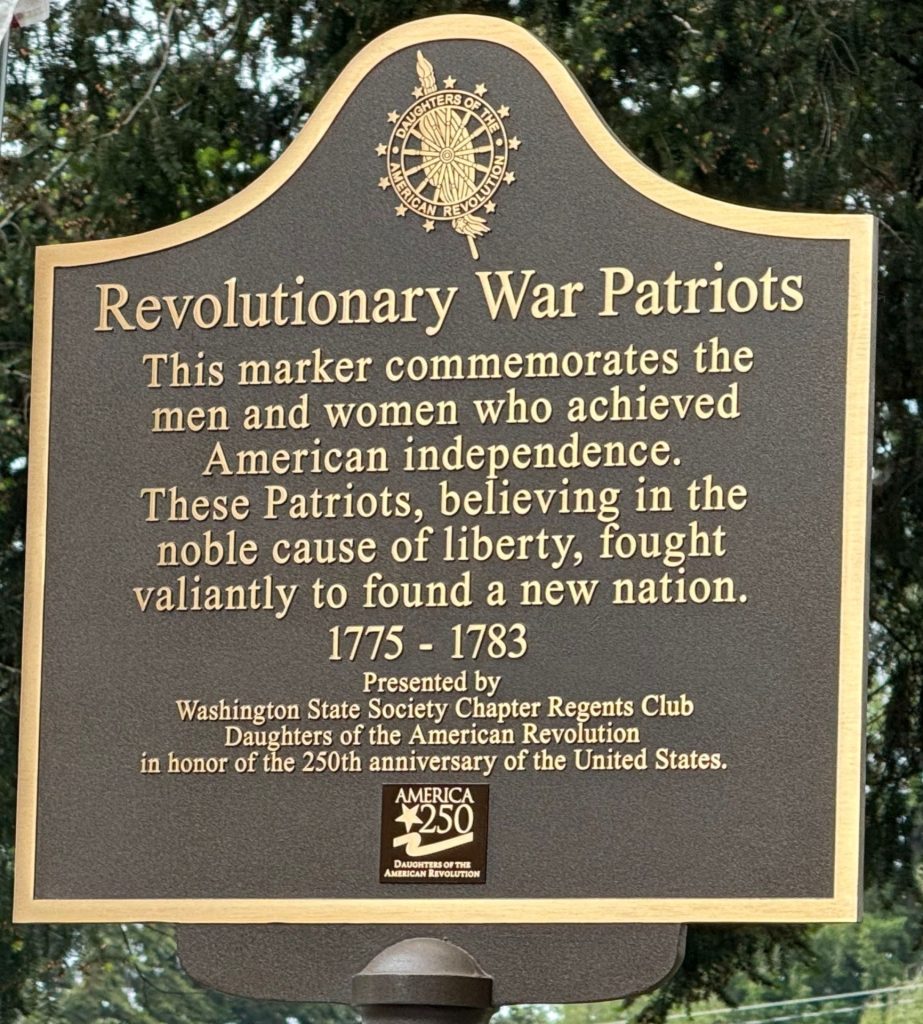 DAUGHTERS OF THE
AMERICAN REVOLUTION
Revolutionary War Patriots
This marker commemorates the
men and women who achieved
American independence.
These Patriots, believing in the
noble cause of liberty, fought
valiantly to found a new nation.
1775 - 1783
Presented by
Washington State Society Chapter Regents Club
Daughters of the American Revolution
in honor of the 250th anniversary of the United States.
AMERICA
250
DAUGHTERS OF THE
AMERICAN REVOLUTION